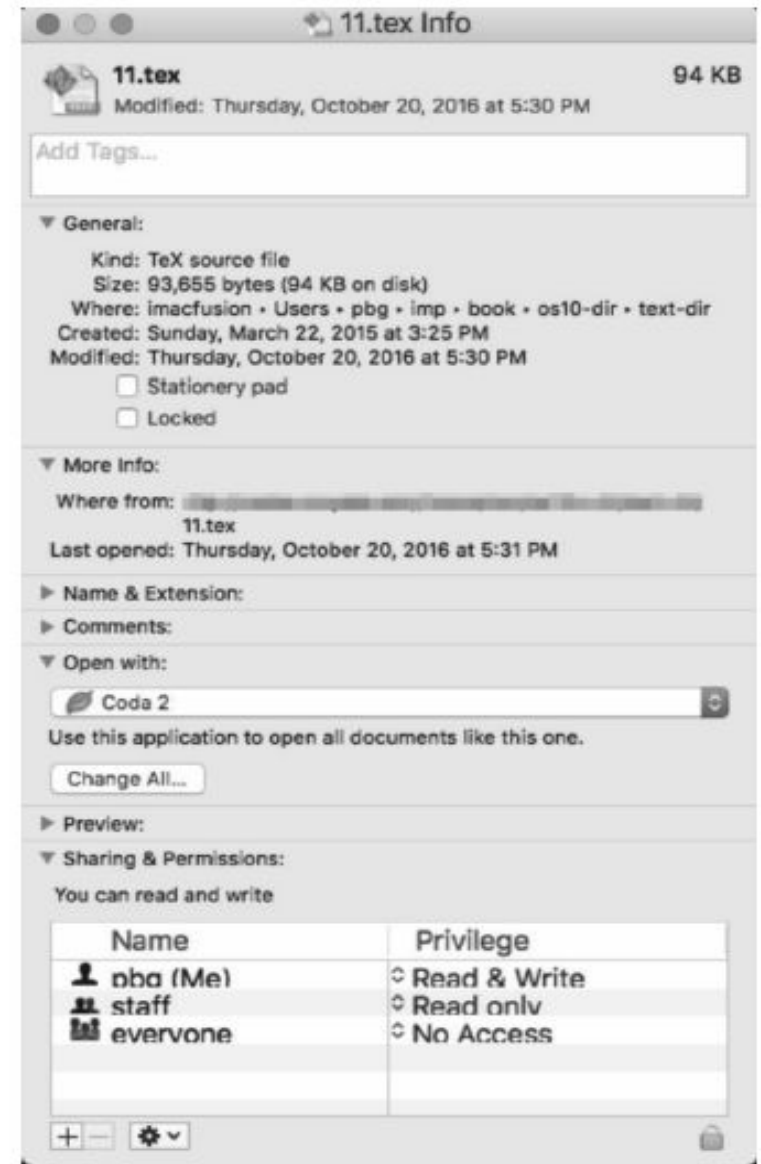 11.tex Info
11.tex 94 KB
Modified: Thursday, October 20, 2016 at 5:30 PM
Add Tags...
General:
Kind: TeX source file
Size: 93,655 bytes (94 KB on disk)
Where: imacfusion • Users • pbg • imp • book • os10-dir • text-dir
Created: Sunday, March 22, 2015 at 3:25 PM
Modified: Thursday, October 20, 2016 at 5:30 PM
Stationery pad
Locked
More Info:
Where from:
11.tex
Last opened: Thursday, October 20, 2016 at 5:31 PM
Name & Extension:
Comments:
Open with:
Coda 2
Use this application to open all documents like this one.
Change All...
Preview:
Sharing & Permissions:
You can read and write
Name Privilege
pbg (Me) Read & Write
staff Read only
everyone No Access